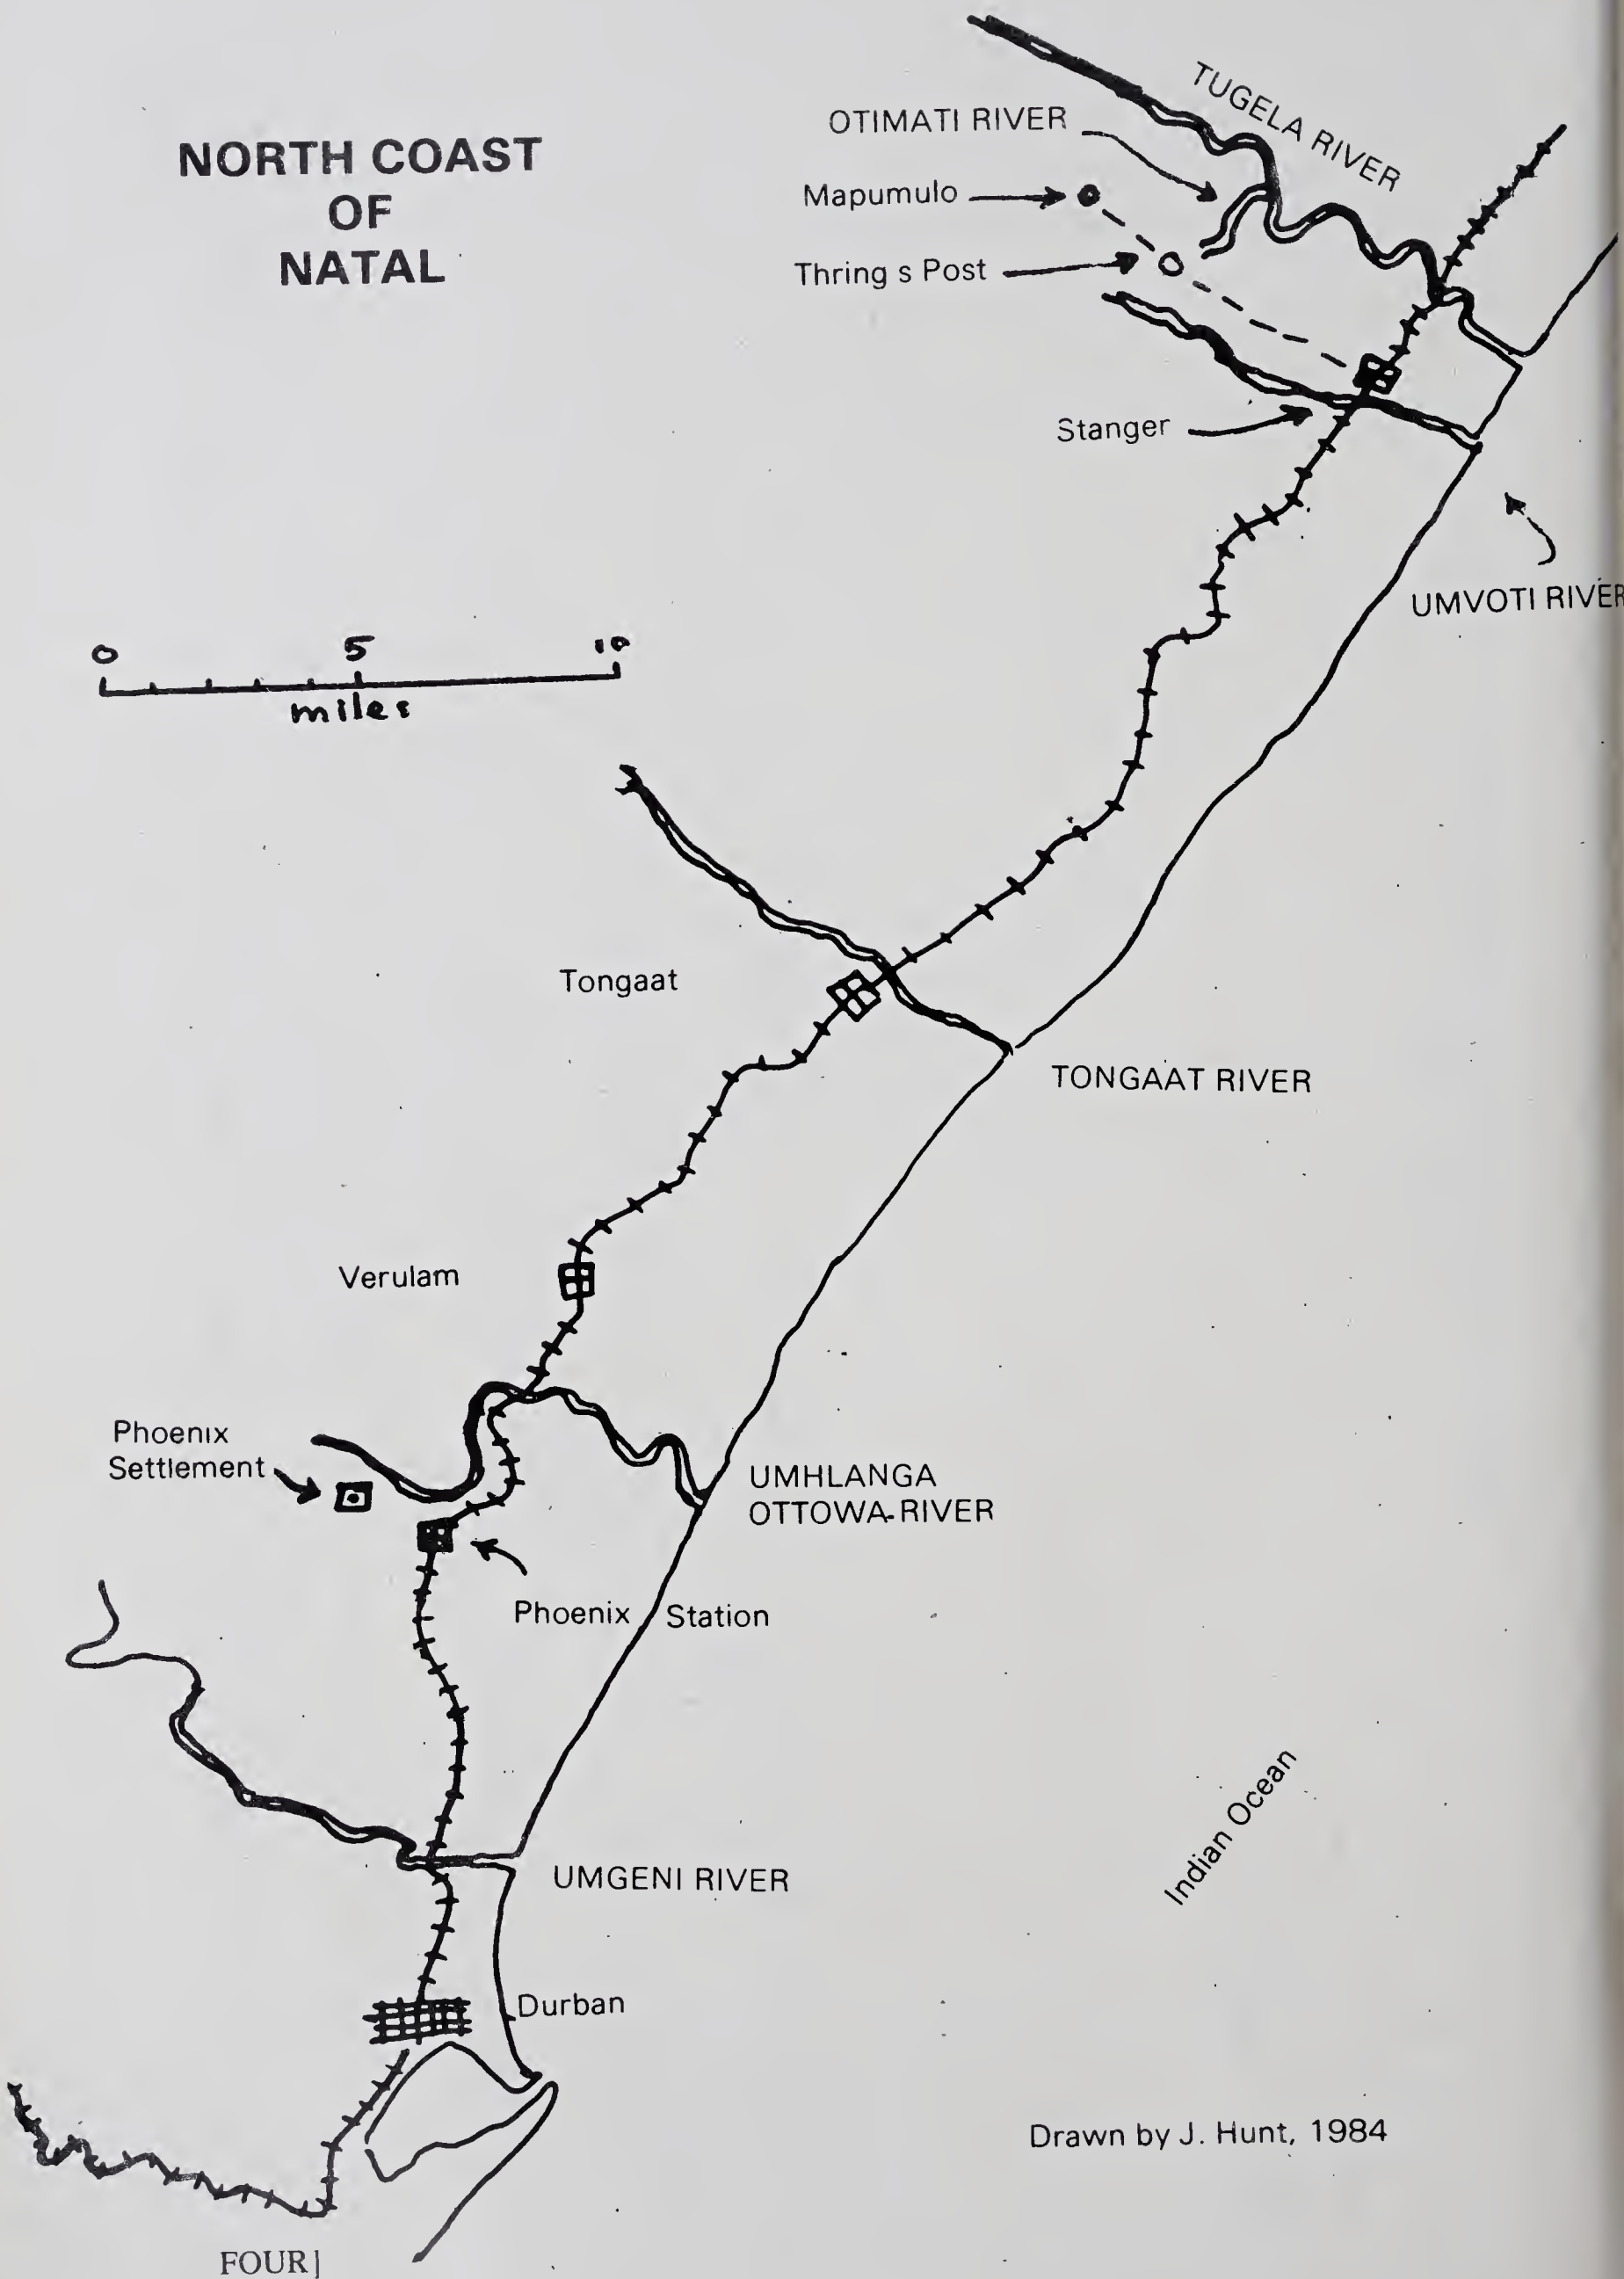 NORTH COAST
OF
NATAL
TUGELA RIVER
OTIMATI RIVER
Mapumulo
Thring s Post
Stanger
UMVOTI RIVER
0 5 10
miles
Tongaat
TONGAAT RIVER
Verulam
Phoenix
Settlement
UMHLANGA
OTTOWA-RIVER
Phoenix Station
UMGENI RIVER
Indian Ocean
Durban
Drawn by J. Hunt, 1984
FOUR]